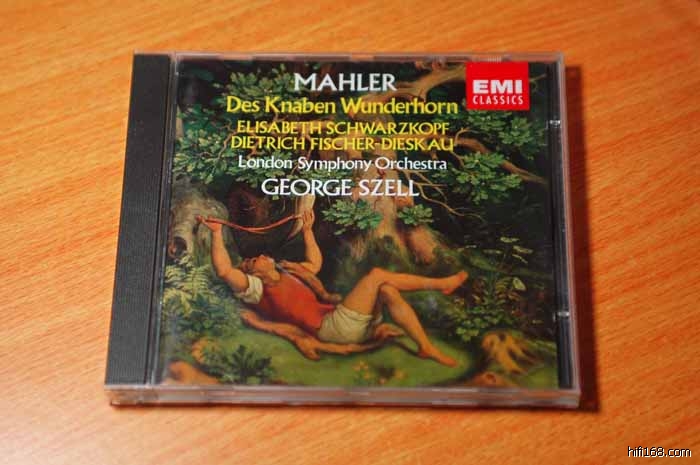 MAHLER
Des Knaben Wunderhorn
ELISABETH SCHWARZKOPF
DIETRICH FISCHER-DIESKAU
London Symphony Orchestra
GEORGE SZELL
EMI
CLASSICS
hifi168.com